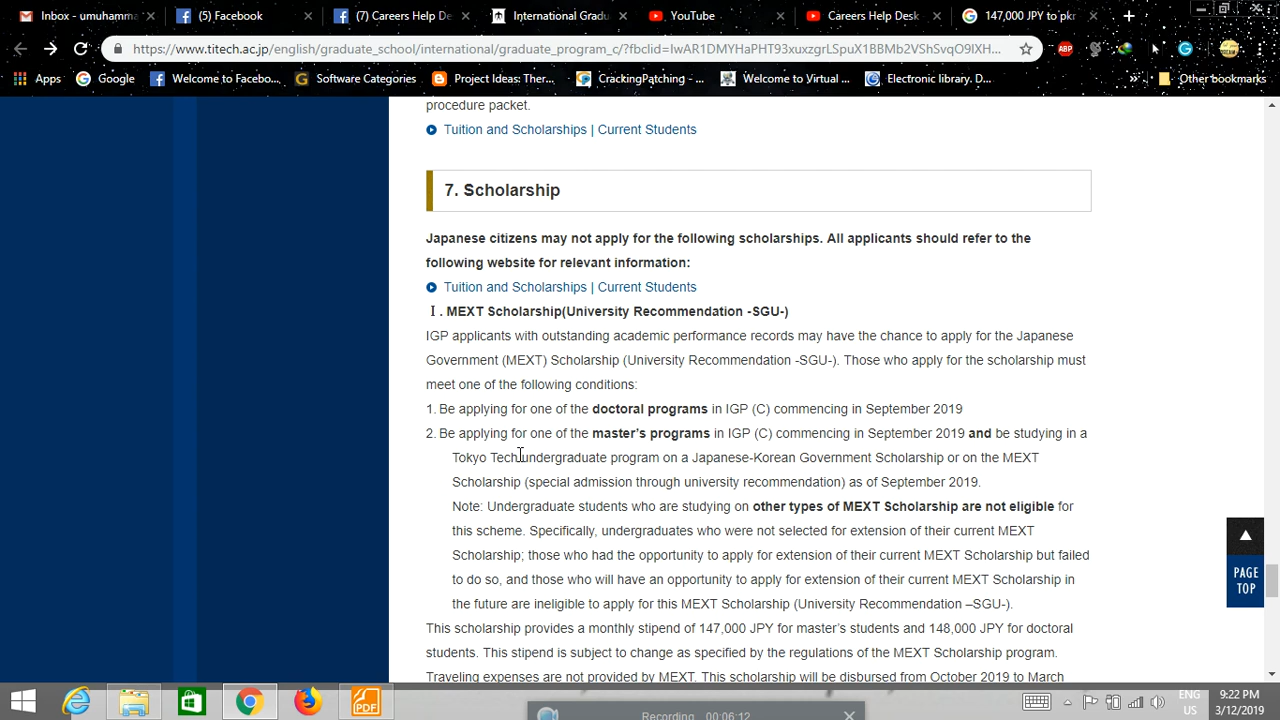 Inbox - umuhamma
(5) Facebook
(7) Careers Help De
International Gradu
YouTube
Careers Help Desk
147,000 JPY to pkr
https://www.titech.ac.jp/english/graduate_school/international/graduate_program_c/?fbclid=IwAR1DMYHaPHT93xuxzgrLSpuX1BBMb2VShSvqO9lXH...
ABP
Apps
Google
Welcome to Facebo...
Software Categories
Project Ideas: Ther...
CrackingPatching - ...
Welcome to Virtual ...
Electronic library. D...
Other bookmarks
procedure packet.
Tuition and Scholarships | Current Students
7. Scholarship
Japanese citizens may not apply for the following scholarships. All applicants should refer to the
following website for relevant information:
Tuition and Scholarships | Current Students
Ⅰ. MEXT Scholarship(University Recommendation -SGU-)
IGP applicants with outstanding academic performance records may have the chance to apply for the Japanese
Government (MEXT) Scholarship (University Recommendation -SGU-). Those who apply for the scholarship must
meet one of the following conditions:
1. Be applying for one of the doctoral programs in IGP (C) commencing in September 2019
2. Be applying for one of the master's programs in IGP (C) commencing in September 2019 and be studying in a
Tokyo Tech undergraduate program on a Japanese-Korean Government Scholarship or on the MEXT
Scholarship (special admission through university recommendation) as of September 2019.
Note: Undergraduate students who are studying on other types of MEXT Scholarship are not eligible for
this scheme. Specifically, undergraduates who were not selected for extension of their current MEXT
Scholarship; those who had the opportunity to apply for extension of their current MEXT Scholarship but failed
to do so, and those who will have an opportunity to apply for extension of their current MEXT Scholarship in
the future are ineligible to apply for this MEXT Scholarship (University Recommendation –SGU-).
This scholarship provides a monthly stipend of 147,000 JPY for master's students and 148,000 JPY for doctoral
students. This stipend is subject to change as specified by the regulations of the MEXT Scholarship program.
Traveling expenses are not provided by MEXT. This scholarship will be disbursed from October 2019 to March
PAGE
TOP
PDF
ENG
US
9:22 PM
3/12/2019
Recording 00:06:12